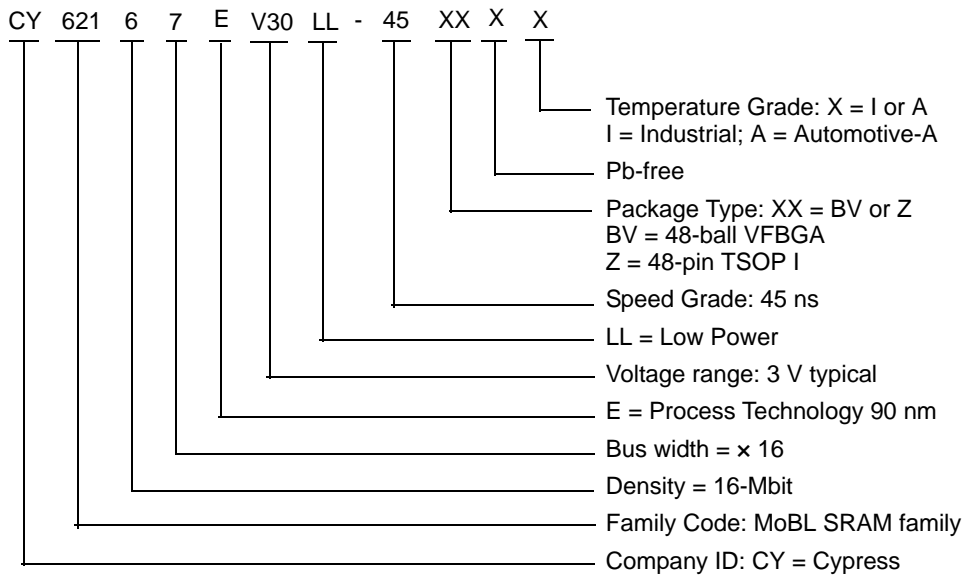 CY 621 6 7 E V30 LL - 45 XX X X
Temperature Grade: X = I or A
I = Industrial; A = Automotive-A
Pb-free
Package Type: XX = BV or Z
BV = 48-ball VFBGA
Z = 48-pin TSOP I
Speed Grade: 45 ns
LL = Low Power
Voltage range: 3 V typical
E = Process Technology 90 nm
Bus width = × 16
Density = 16-Mbit
Family Code: MoBL SRAM family
Company ID: CY = Cypress